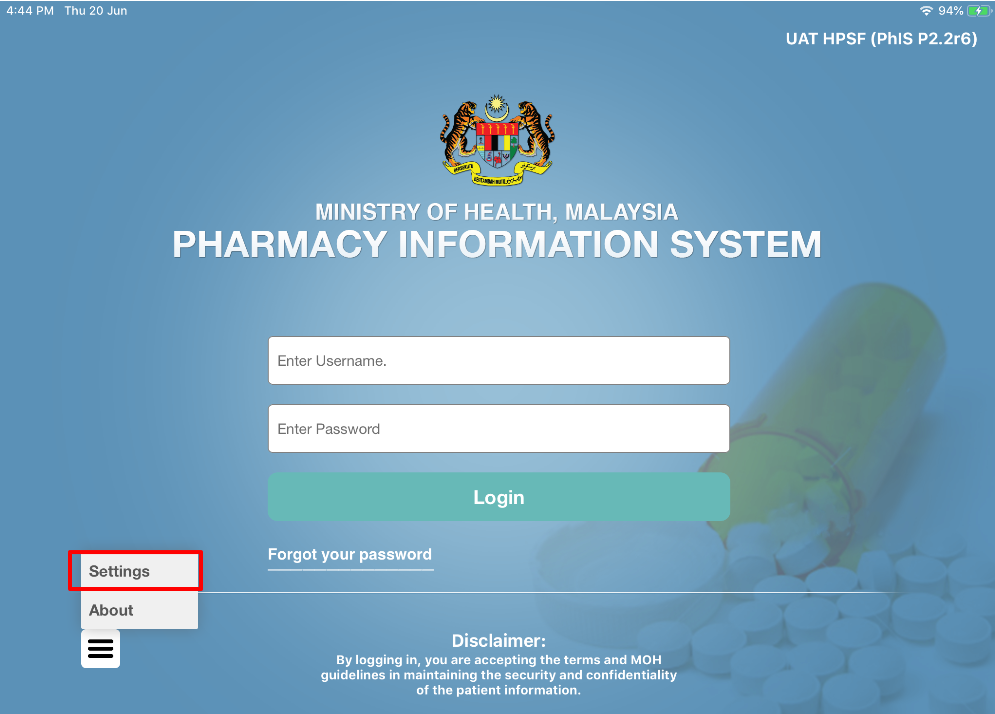 4:44 PM Thu 20 Jun
94%
UAT HPSF (PhIS P2.2r6)
MINISTRY OF HEALTH, MALAYSIA
PHARMACY INFORMATION SYSTEM
Enter Username.
Enter Password
Login
Forgot your password
Settings
About
Disclaimer:
By logging in, you are accepting the terms and MOH
guidelines in maintaining the security and confidentiality
of the patient information.